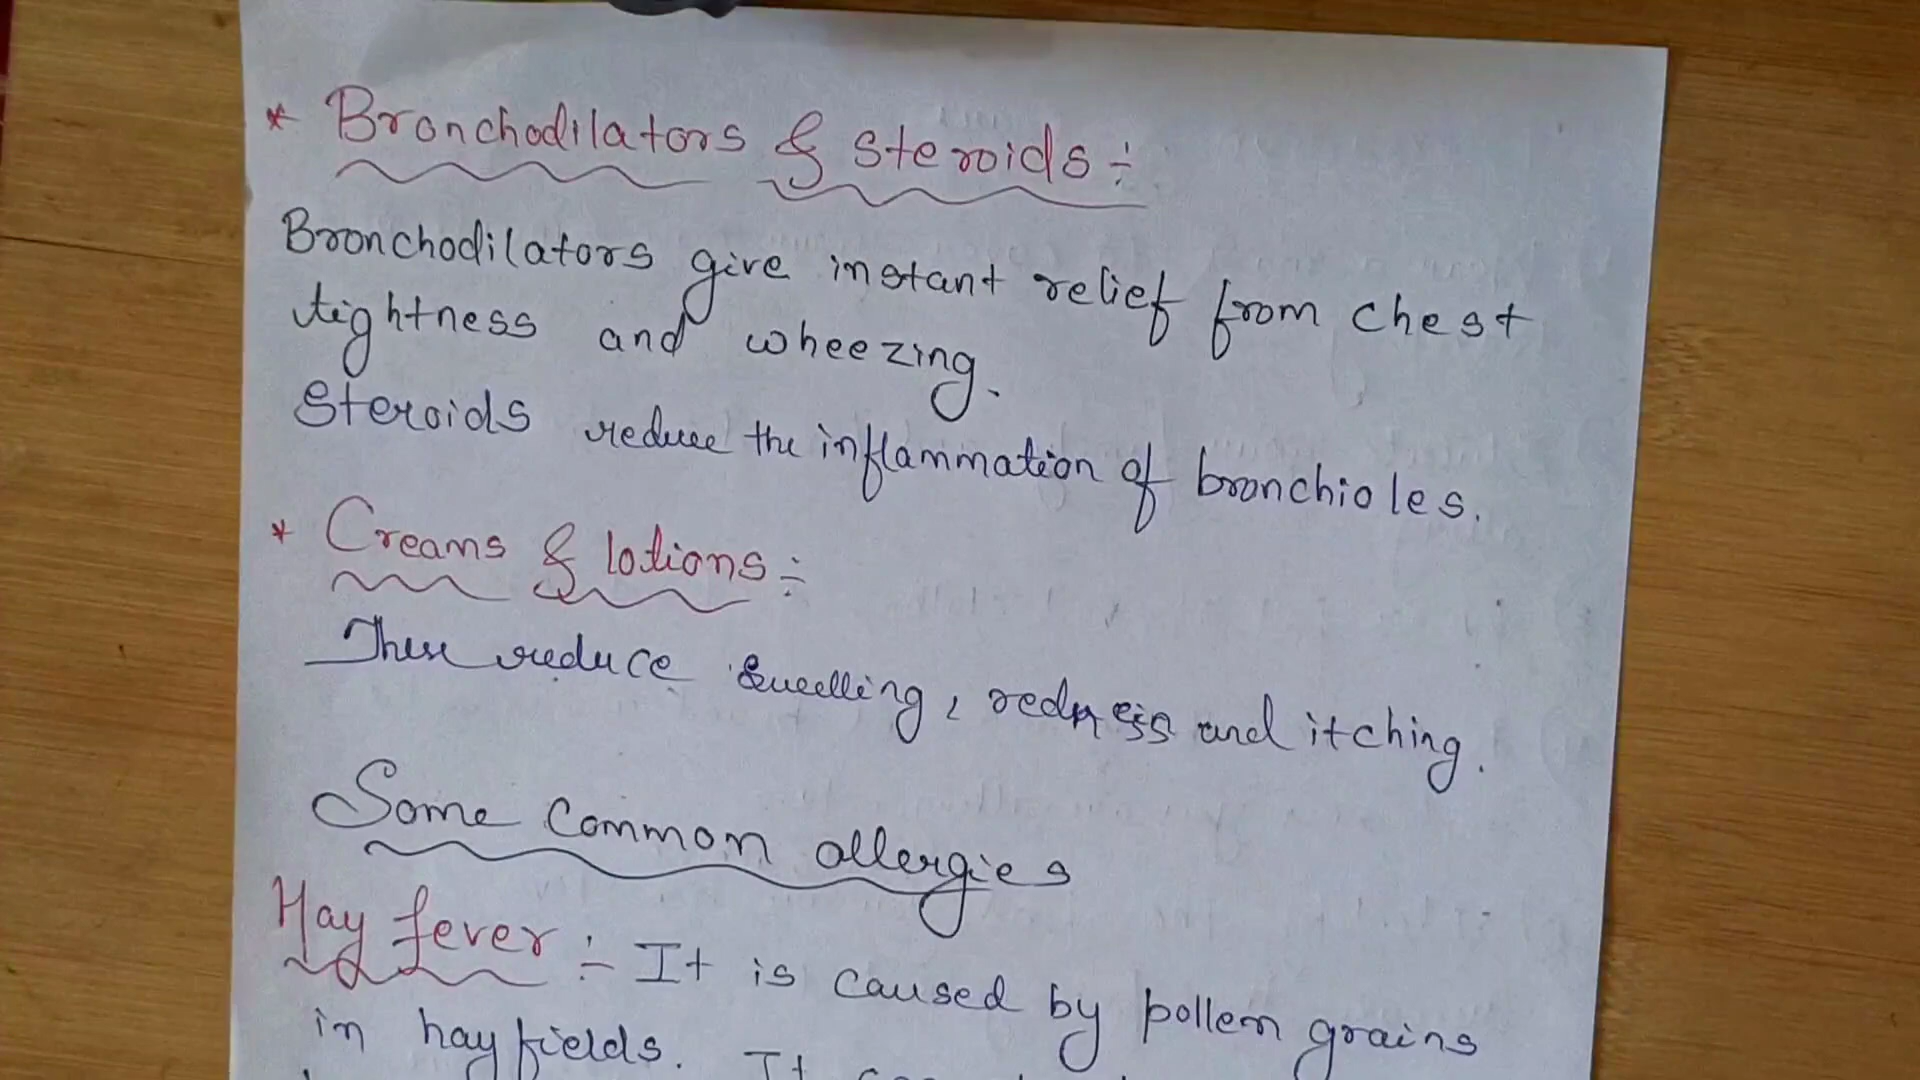 * Bronchodilators & steroids ÷
Bronchodilators give instant relief from chest
tightness and wheezing.
Steroids reduce the inflammation of bronchioles.
* Creams & lotions ÷
These reduce swelling, redness and itching.
Some common allergies
Hay fever ÷ It is caused by pollen grains
in hay fields. It